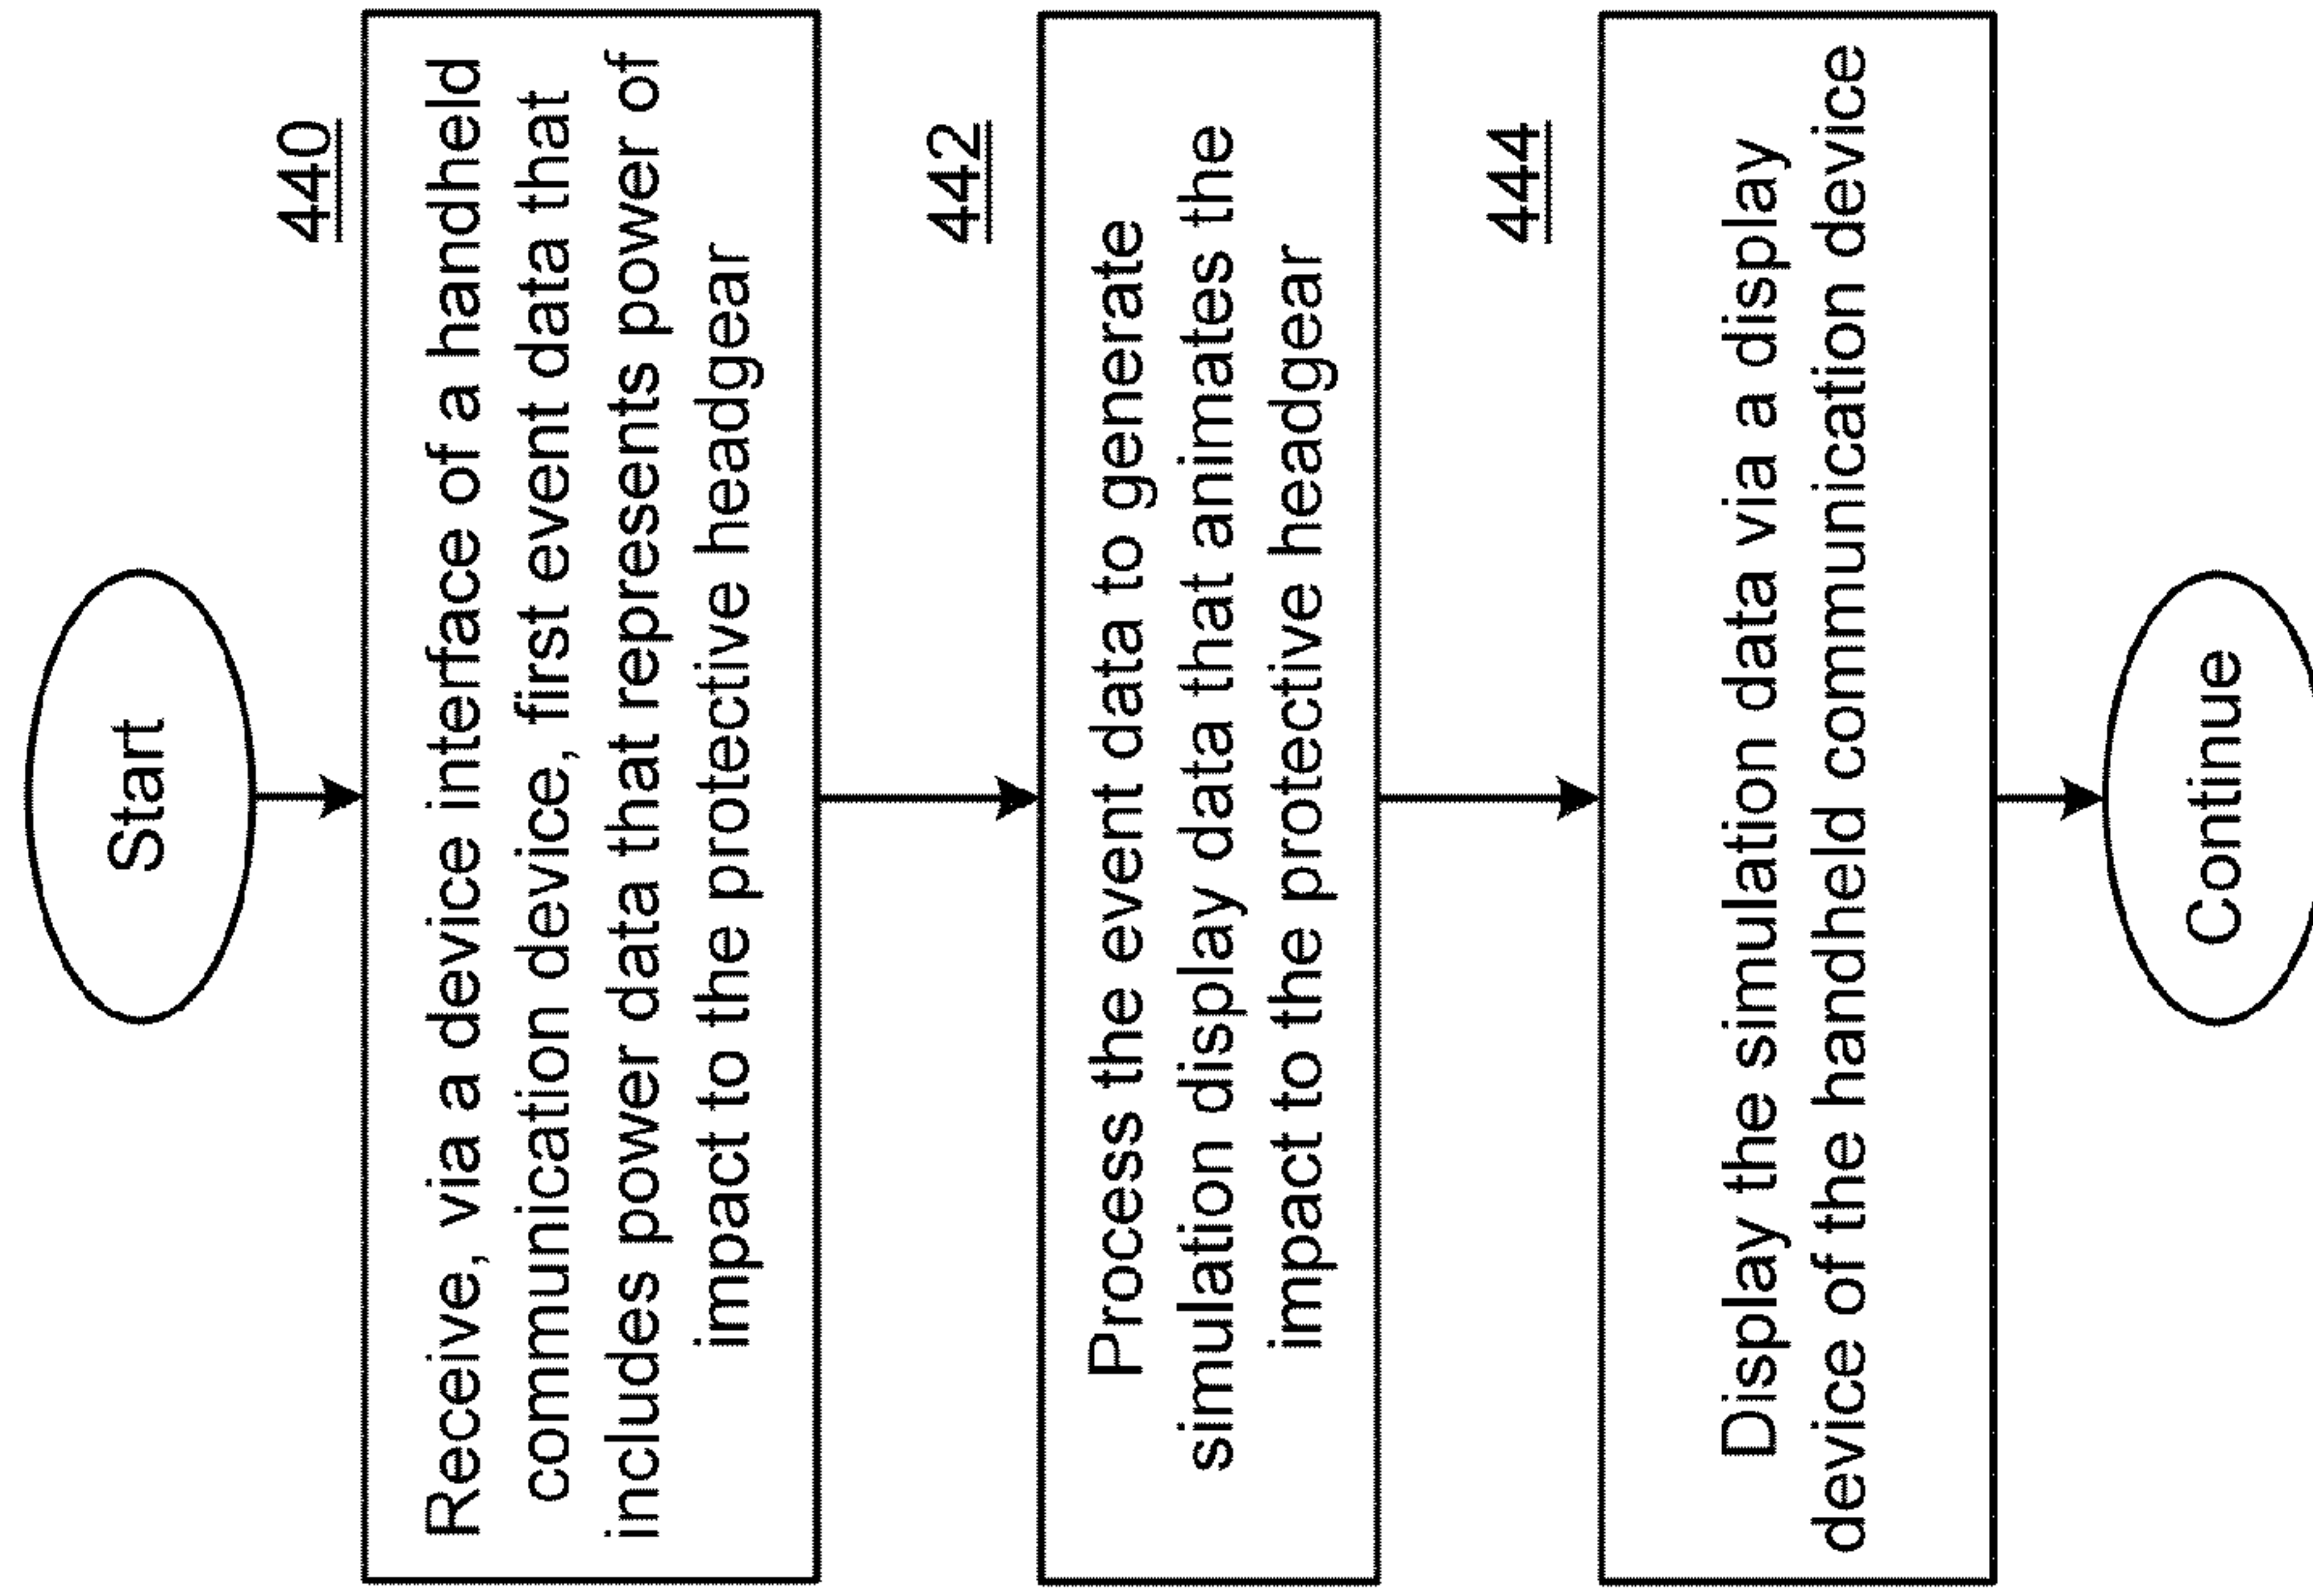 Start
440
Receive, via a device interface of a handheld
communication device, first event data that
includes power data that represents power of
impact to the protective headgear
442
Process the event data to generate
simulation display data that animates the
impact to the protective headgear
444
Display the simulation data via a display
device of the handheld communication device
Continue